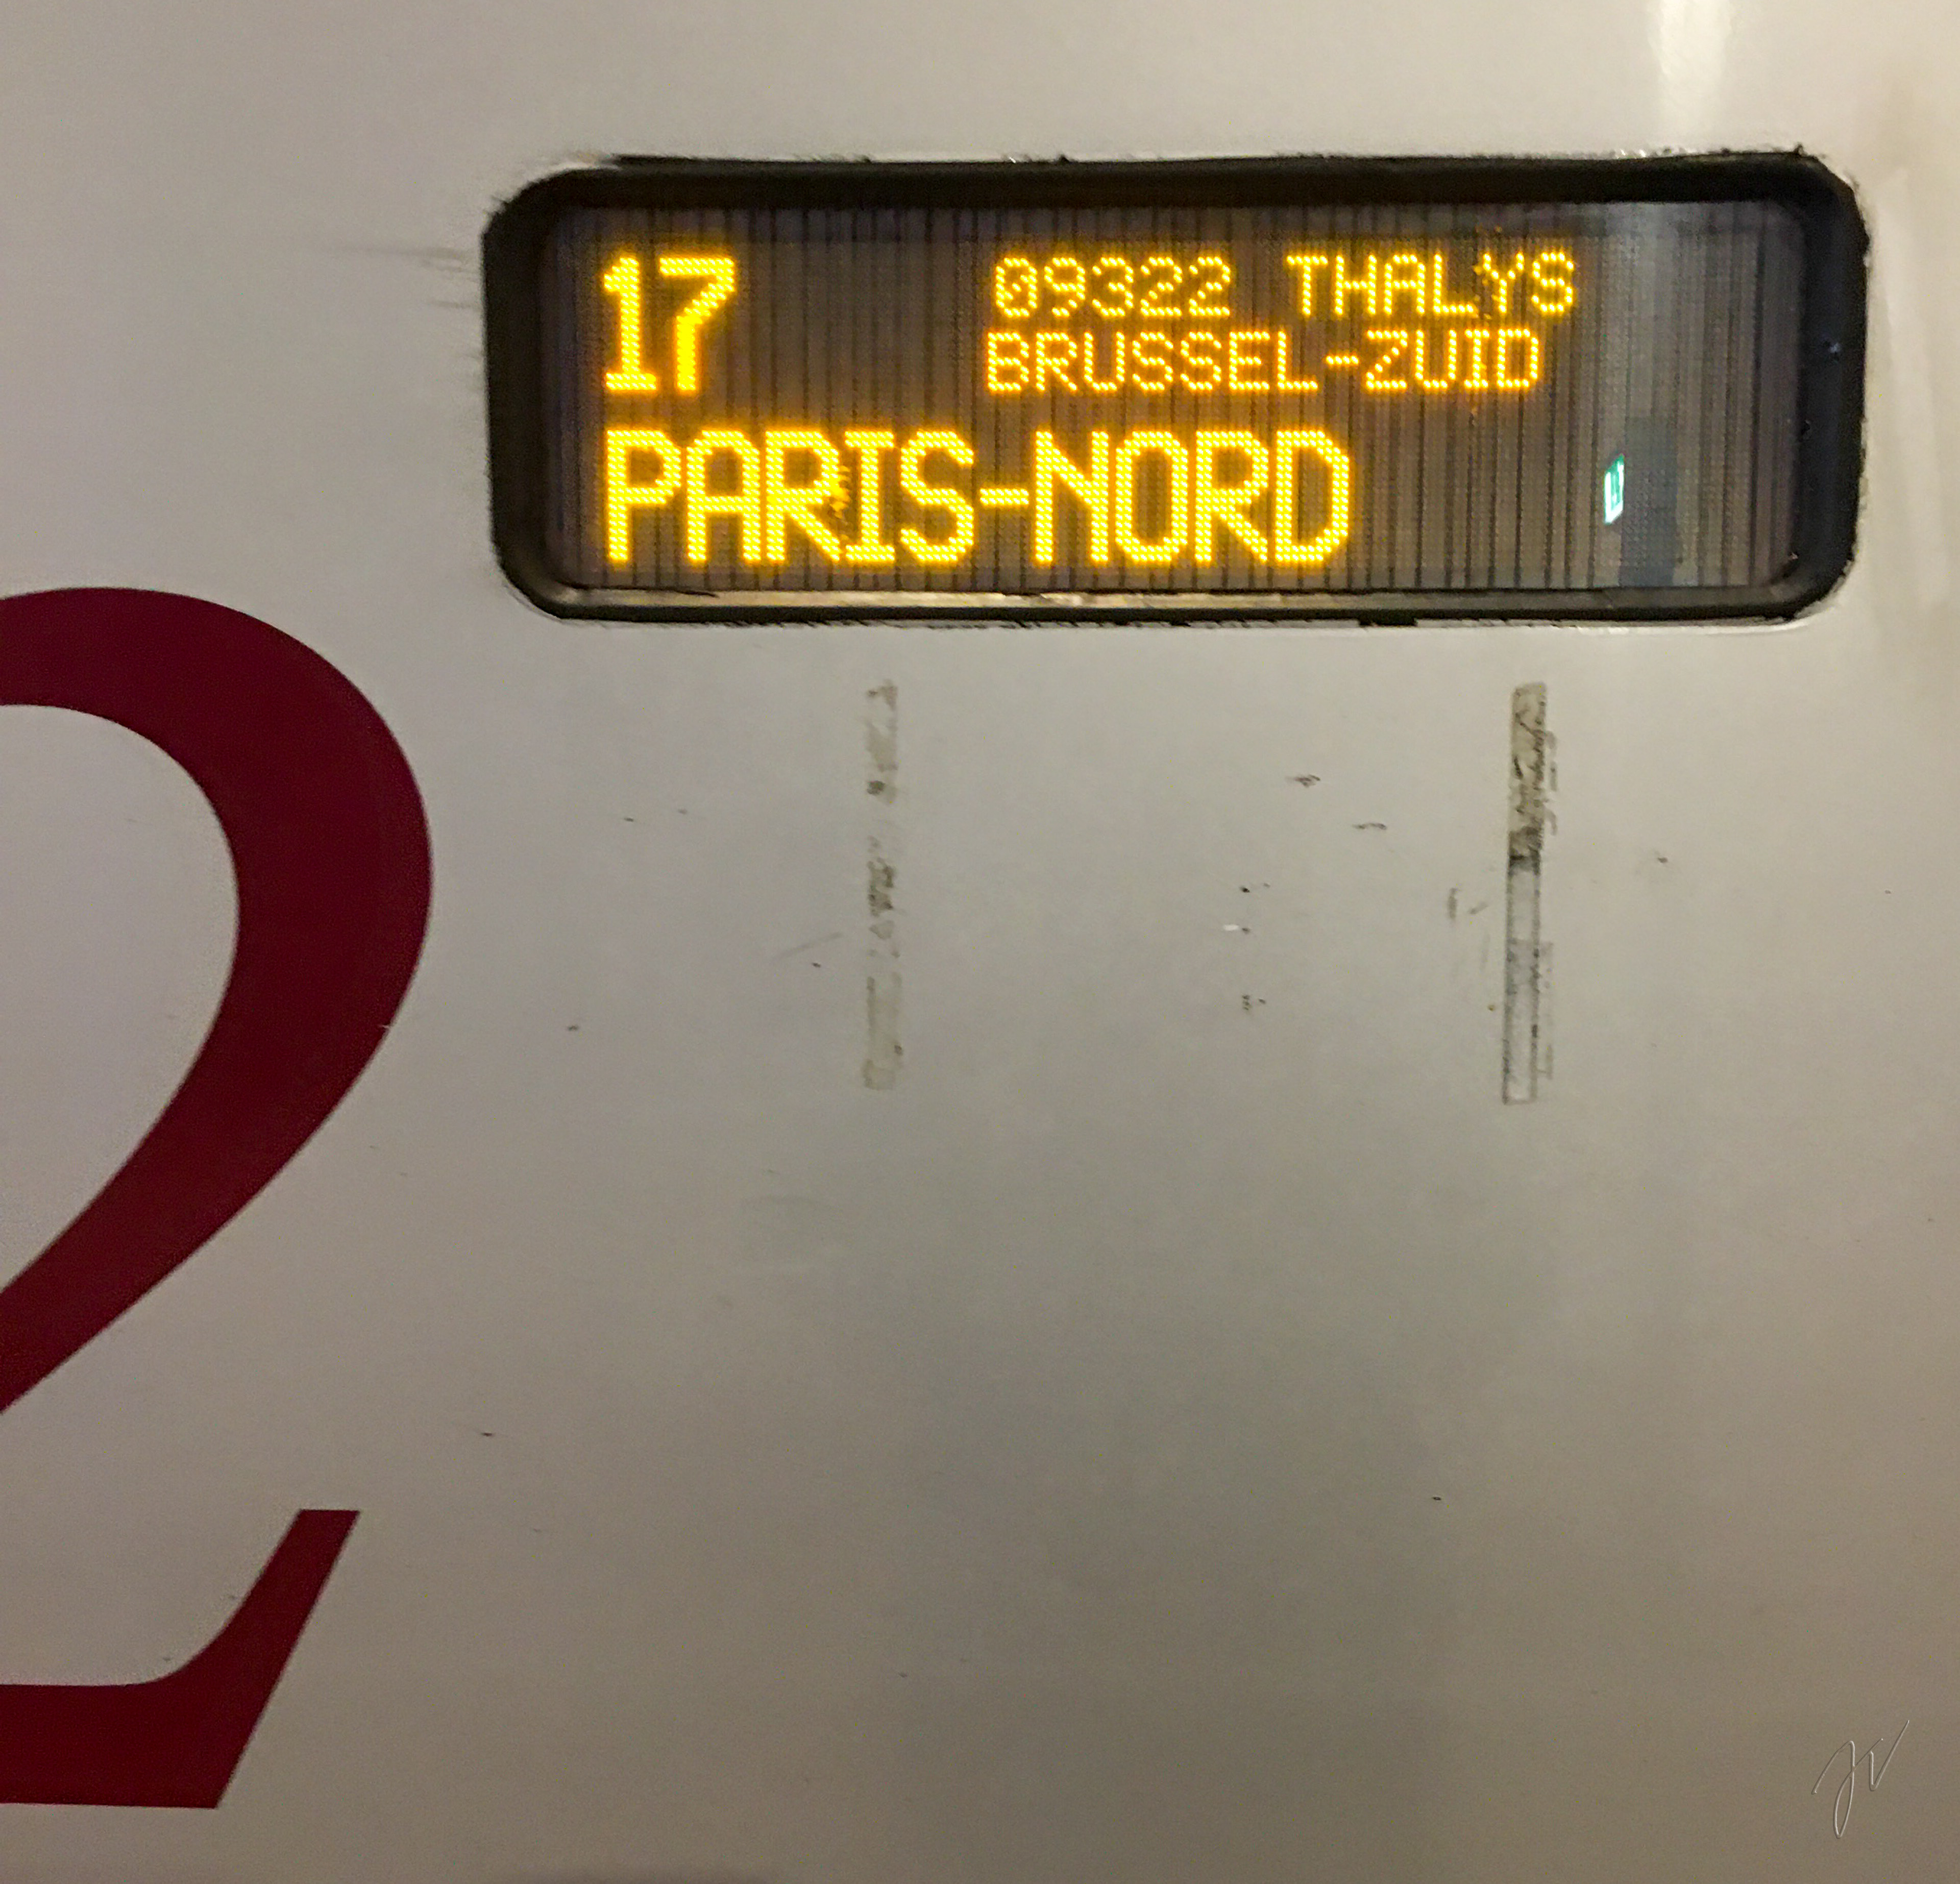 17 09322 THALYS
BRUSSEL-ZUID
PARIS-NORD
2